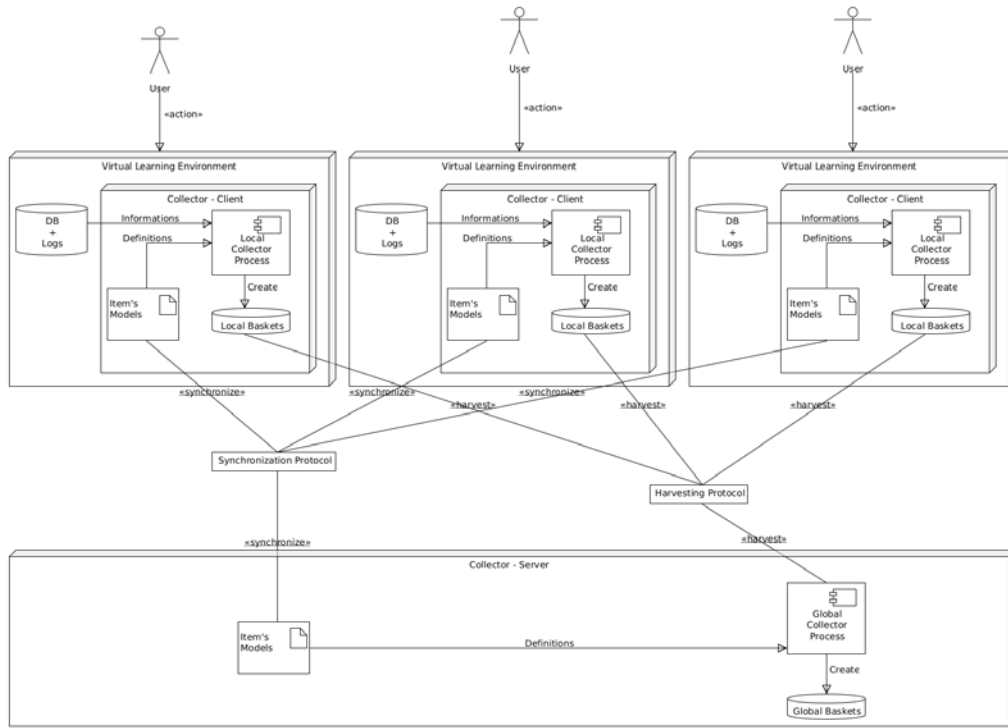 User
User
User
«action»
«action»
«action»
Virtual Learning Environment
Virtual Learning Environment
Virtual Learning Environment
Collector - Client
DB
+
Logs
Informations
Definitions
Local
Collector
Process
Create
Item's
Models
Local Baskets
Collector - Client
DB
+
Logs
Informations
Definitions
Local
Collector
Process
Create
Item's
Models
Local Baskets
Collector - Client
DB
+
Logs
Informations
Definitions
Local
Collector
Process
Create
Item's
Models
Local Baskets
«synchronize»
«synchronize»
«harvest»
«synchronize»
«harvest»
«harvest»
Synchronization Protocol
Harvesting Protocol
«synchronize»
«harvest»
Collector - Server
Item's
Models
Definitions
Global
Collector
Process
Create
Global Baskets